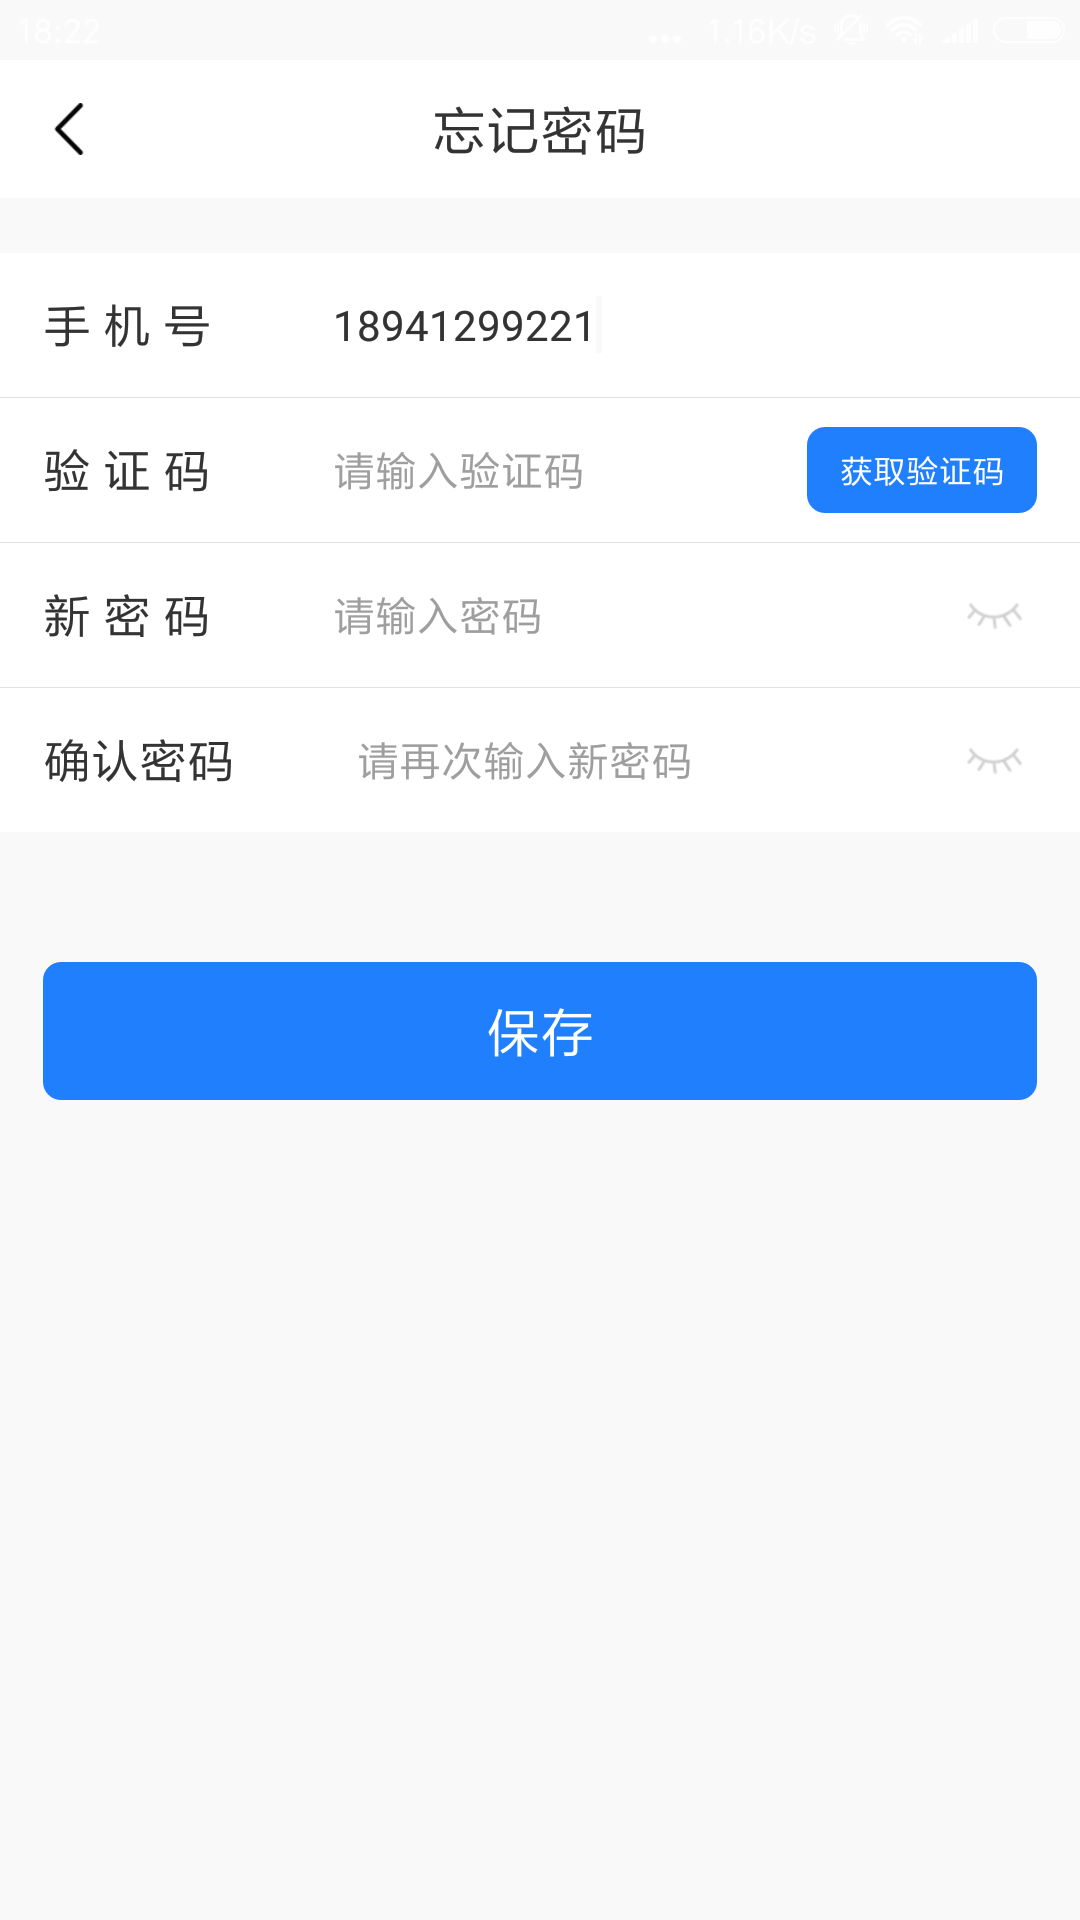 18:22
... 1.16K/s
忘记密码
手 机 号 18941299221
验 证 码 请输入验证码 获取验证码
新 密 码 请输入密码
确认密码 请再次输入新密码
保存